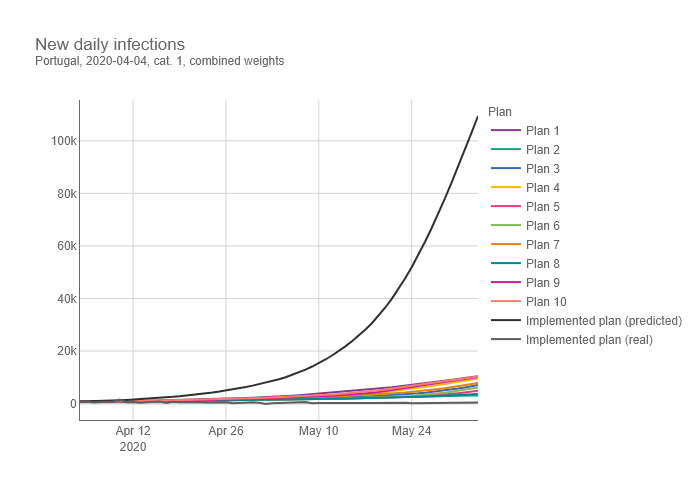 New daily infections
Portugal, 2020-04-04, cat. 1, combined weights
Plan
Plan 1
Plan 2
Plan 3
Plan 4
Plan 5
Plan 6
Plan 7
Plan 8
Plan 9
Plan 10
Implemented plan (predicted)
Implemented plan (real)
100k
80k
60k
40k
20k
0
Apr 12 Apr 26 May 10 May 24
2020